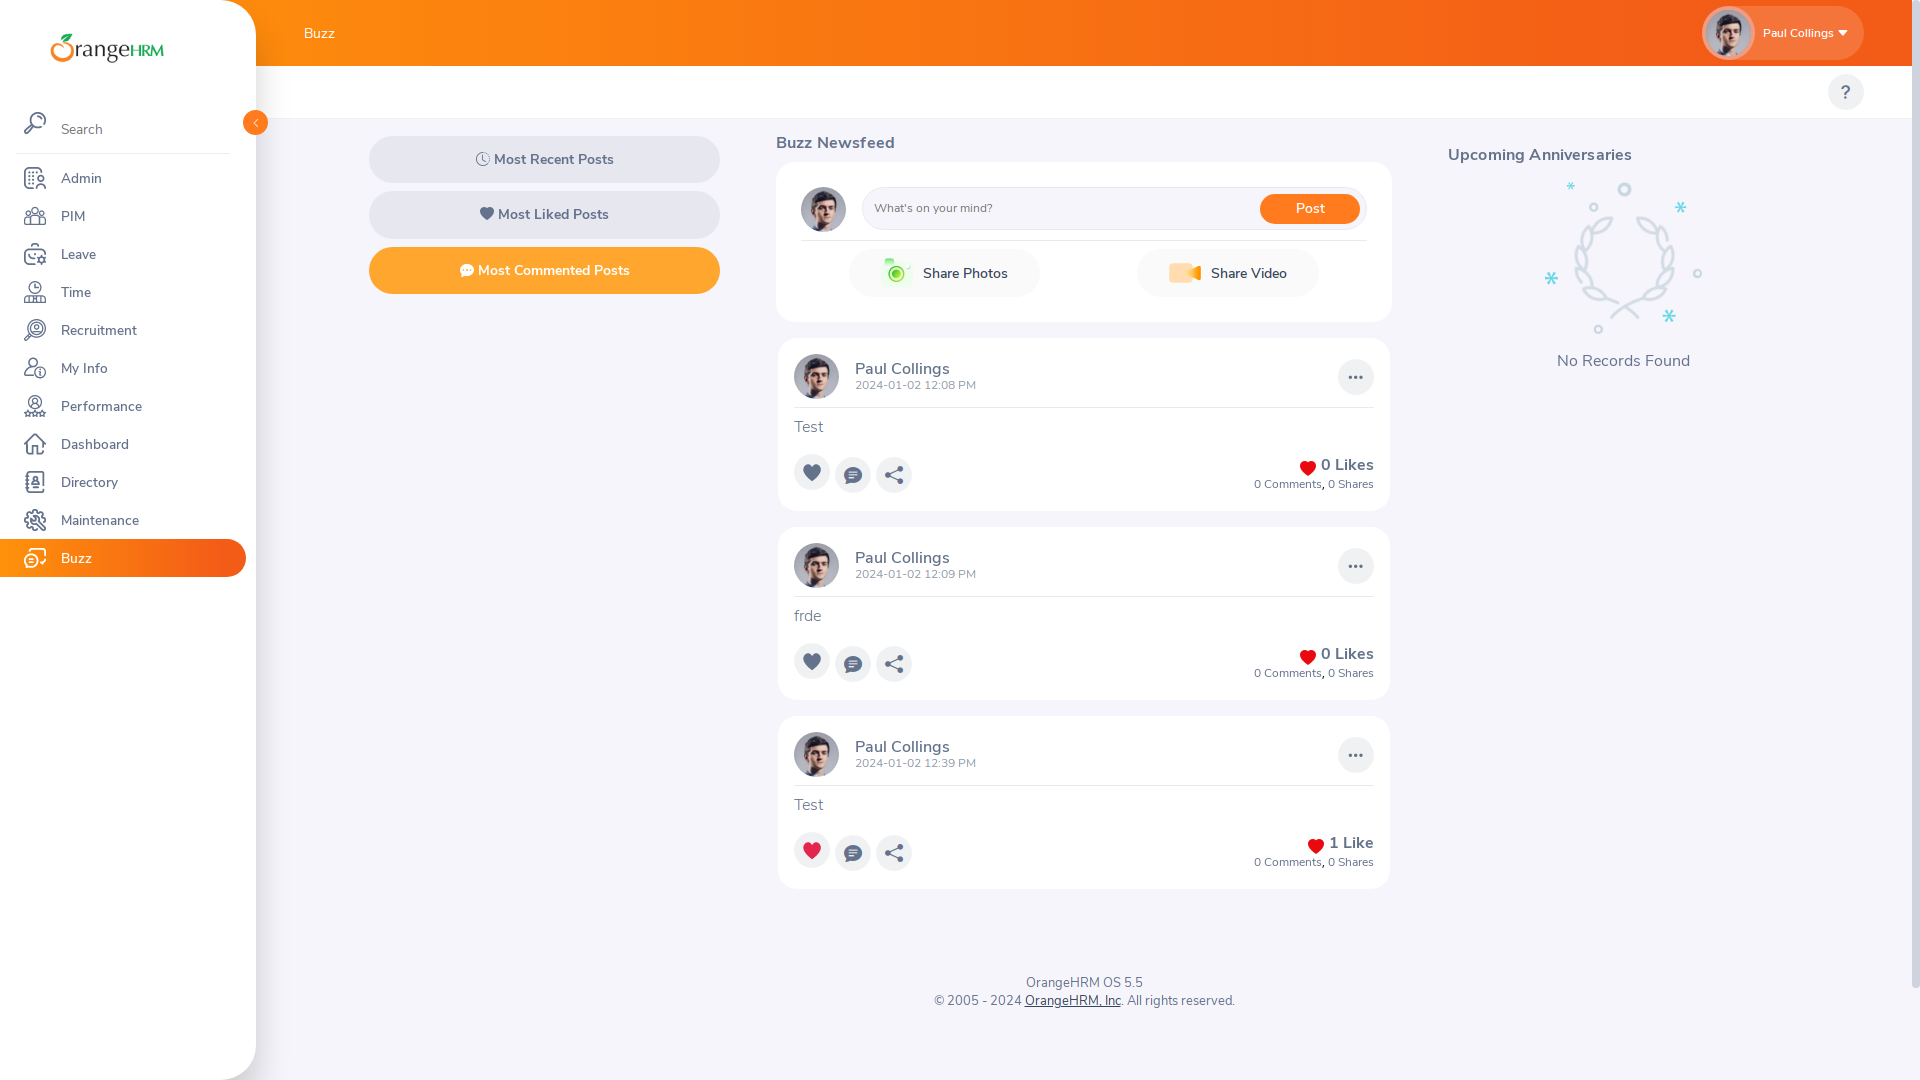 OrangeHRM
Buzz
Paul Collings
?
Search
Admin
PIM
Leave
Time
Recruitment
My Info
Performance
Dashboard
Directory
Maintenance
Buzz
Most Recent Posts
Most Liked Posts
Most Commented Posts
Buzz Newsfeed
What's on your mind?
Post
Share Photos
Share Video
Paul Collings
2024-01-02 12:08 PM
Test
0 Likes
0 Comments, 0 Shares
Paul Collings
2024-01-02 12:09 PM
frde
0 Likes
0 Comments, 0 Shares
Paul Collings
2024-01-02 12:39 PM
Test
1 Like
0 Comments, 0 Shares
Upcoming Anniversaries
No Records Found
OrangeHRM OS 5.5
© 2005 - 2024 OrangeHRM, Inc. All rights reserved.